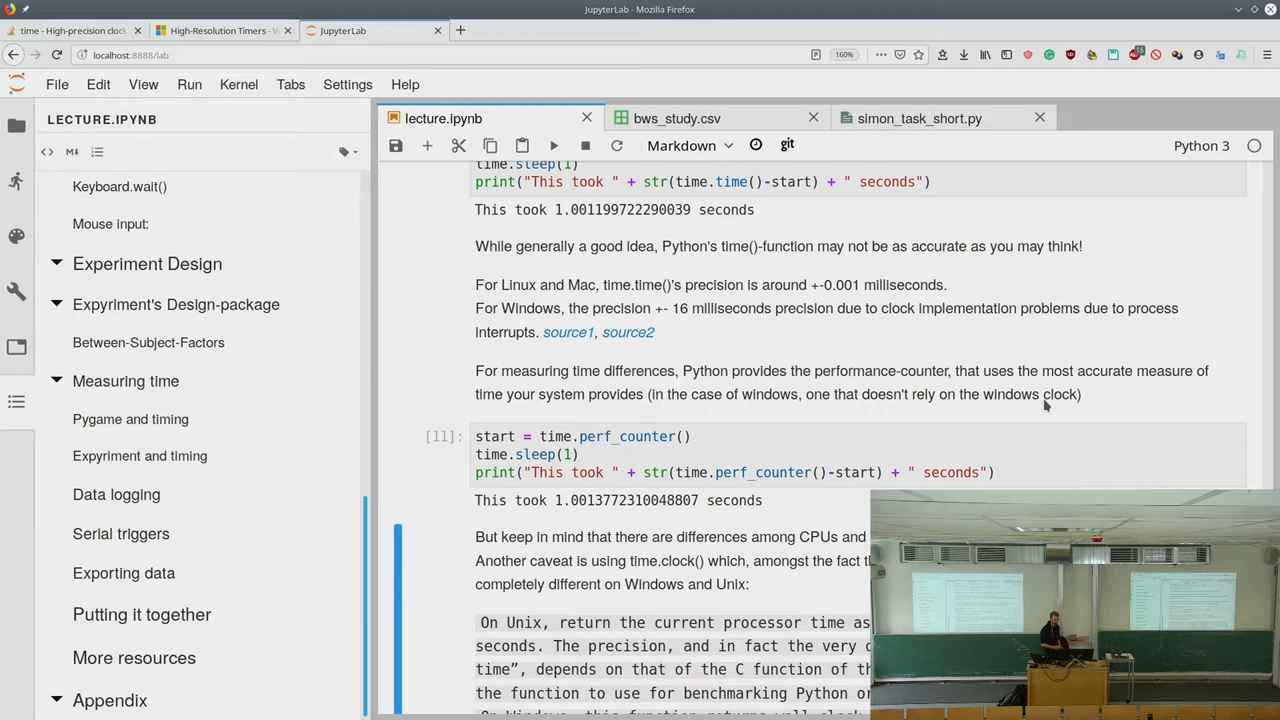 JupyterLab - Mozilla Firefox
time - High-precision clock
High-Resolution Timers - W
JupyterLab
localhost:8888/lab
160%
16
File Edit View Run Kernel Tabs Settings Help
LECTURE.IPYNB
Keyboard.wait()
Mouse input:
Experiment Design
Expyriment's Design-package
Between-Subject-Factors
Measuring time
Pygame and timing
Expyriment and timing
Data logging
Serial triggers
Exporting data
Putting it together
More resources
Appendix
lecture.ipynb
bws_study.csv
simon_task_short.py
Markdown
git
Python 3
time.sleep(1)
print("This took " + str(time.time()-start) + " seconds")
This took 1.001199722290039 seconds
While generally a good idea, Python's time()-function may not be as accurate as you may think!
For Linux and Mac, time.time()'s precision is around +-0.001 milliseconds.
For Windows, the precision +- 16 milliseconds precision due to clock implementation problems due to process
interrupts. source1, source2
For measuring time differences, Python provides the performance-counter, that uses the most accurate measure of
time your system provides (in the case of windows, one that doesn't rely on the windows clock)
[11]:
start = time.perf_counter()
time.sleep(1)
print("This took " + str(time.perf_counter()-start) + " seconds")
This took 1.0013772310048807 seconds
But keep in mind that there are differences among CPUs and
Another caveat is using time.clock() which, amongst the fact t
completely different on Windows and Unix:
On Unix, return the current processor time as
seconds. The precision, and in fact the very d
time”, depends on that of the C function of th
the function to use for benchmarking Python or
On Windows, this function returns wall-clock